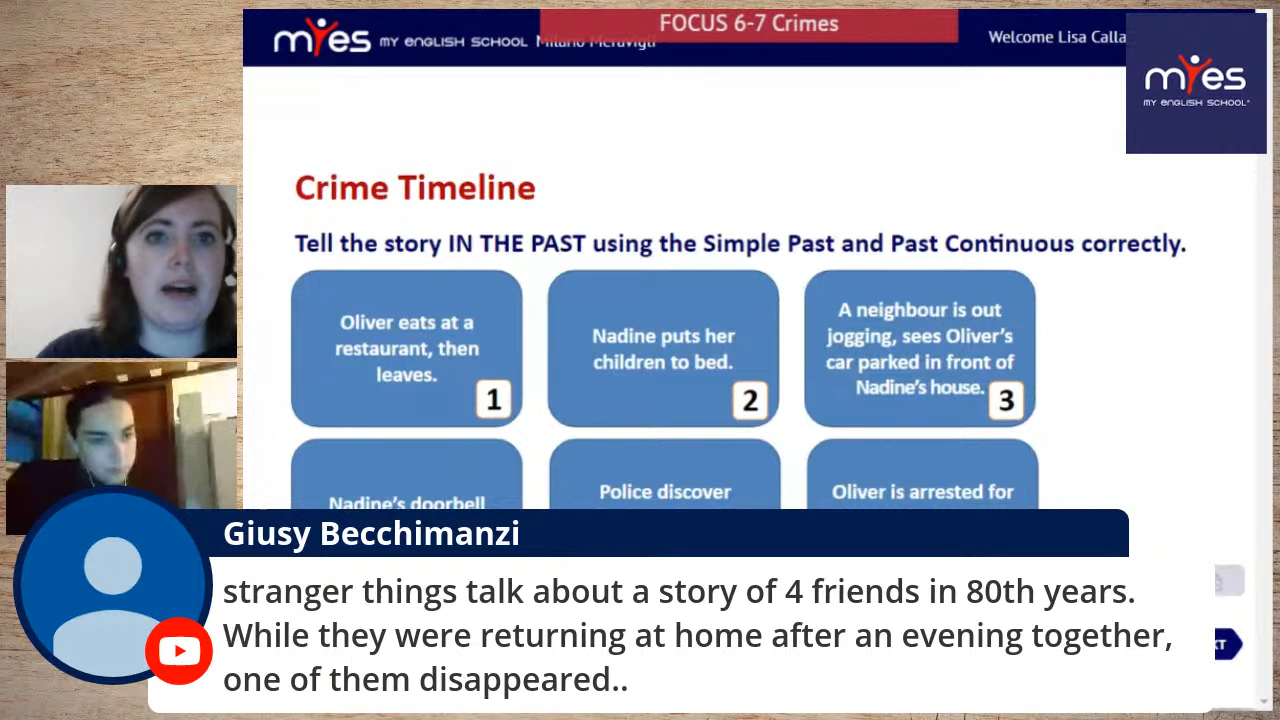 FOCUS 6-7 Crimes
myes MY ENGLISH SCHOOL Milano Meravigli
Welcome Lisa Calla
myes
MY ENGLISH SCHOOL
Crime Timeline
Tell the story IN THE PAST using the Simple Past and Past Continuous correctly.
Oliver eats at a
restaurant, then
leaves.
1
Nadine puts her
children to bed.
2
A neighbour is out
jogging, sees Oliver's
car parked in front of
Nadine's house.
3
Nadine's doorbell
Police discover
Oliver is arrested for
Giusy Becchimanzi
stranger things talk about a story of 4 friends in 80th years.
While they were returning at home after an evening together,
one of them disappeared..